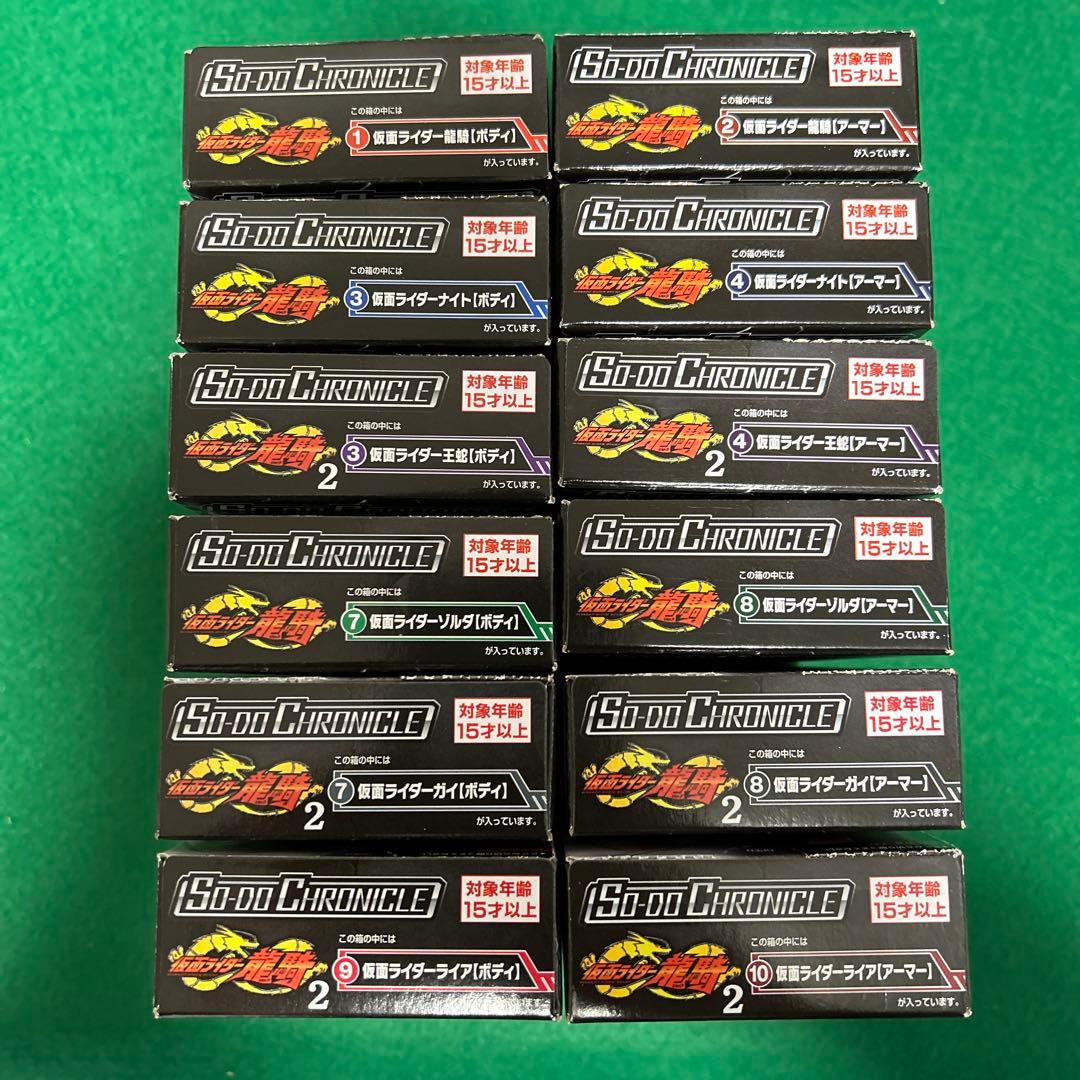 SO-DO CHRONICLE
対象年齢
15才以上
この箱の中には
仮面ライダー龍騎
1 仮面ライダー龍騎[ボディ]
が入っています。
SO-DO CHRONICLE
対象年齢
15才以上
この箱の中には
仮面ライダー龍騎
2 仮面ライダー龍騎[アーマー]
が入っています。
SO-DO CHRONICLE
対象年齢
15才以上
この箱の中には
仮面ライダー龍騎
3 仮面ライダーナイト[ボディ]
が入っています。
SO-DO CHRONICLE
対象年齢
15才以上
この箱の中には
仮面ライダー龍騎
4 仮面ライダーナイト[アーマー]
が入っています。
SO-DO CHRONICLE
対象年齢
15才以上
この箱の中には
仮面ライダー龍騎 2
3 仮面ライダー王蛇[ボディ]
が入っています。
SO-DO CHRONICLE
対象年齢
15才以上
この箱の中には
仮面ライダー龍騎 2
4 仮面ライダー王蛇[アーマー]
が入っています。
SO-DO CHRONICLE
対象年齢
15才以上
この箱の中には
仮面ライダー龍騎
7 仮面ライダーゾルダ[ボディ]
が入っています。
SO-DO CHRONICLE
対象年齢
15才以上
この箱の中には
仮面ライダー龍騎
8 仮面ライダーゾルダ[アーマー]
が入っています。
SO-DO CHRONICLE
対象年齢
15才以上
この箱の中には
仮面ライダー龍騎 2
7 仮面ライダーガイ[ボディ]
が入っています。
SO-DO CHRONICLE
対象年齢
15才以上
この箱の中には
仮面ライダー龍騎 2
8 仮面ライダーガイ[アーマー]
が入っています。
SO-DO CHRONICLE
対象年齢
15才以上
この箱の中には
仮面ライダー龍騎 2
9 仮面ライダーライア[ボディ]
が入っています。
SO-DO CHRONICLE
対象年齢
15才以上
この箱の中には
仮面ライダー龍騎 2
10 仮面ライダーライア[アーマー]
が入っています。